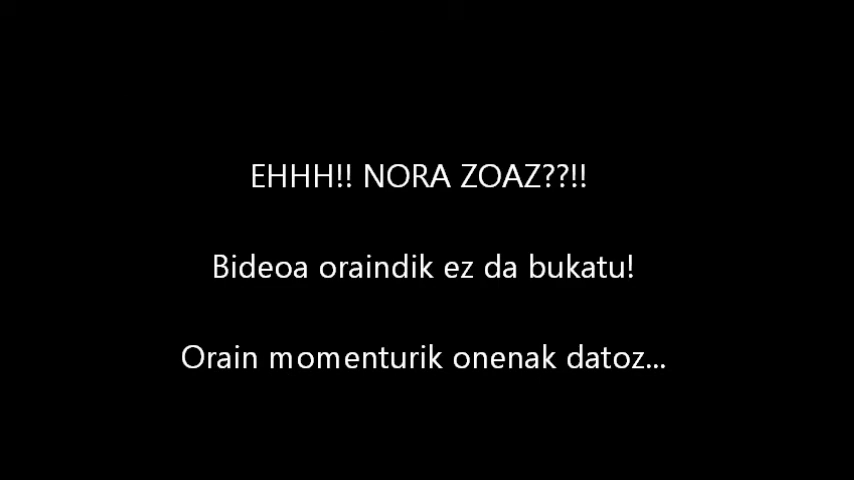 EHHH!! NORA ZOAZ??!!
Bideoa oraindik ez da bukatu!
Orain momenturik onenak datoz...